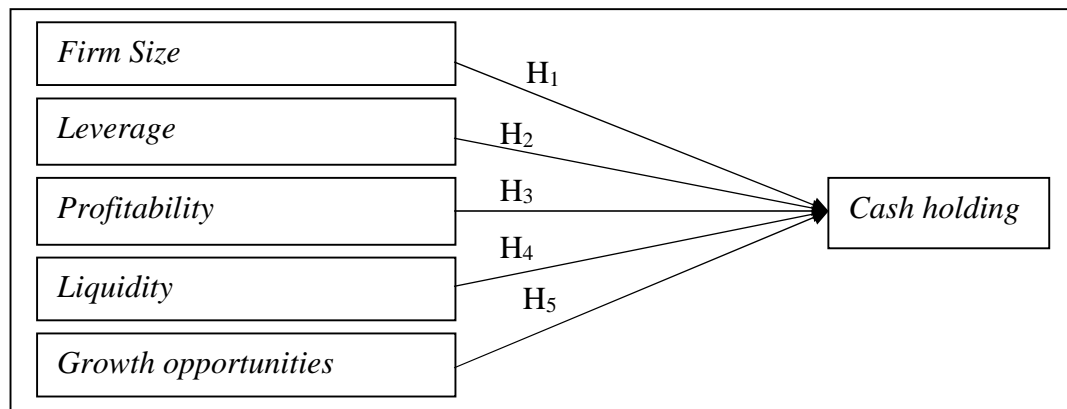 Firm Size
H₁
Leverage
H₂
Profitability
H₃
Cash holding
Liquidity
H₄
Growth opportunities
H₅